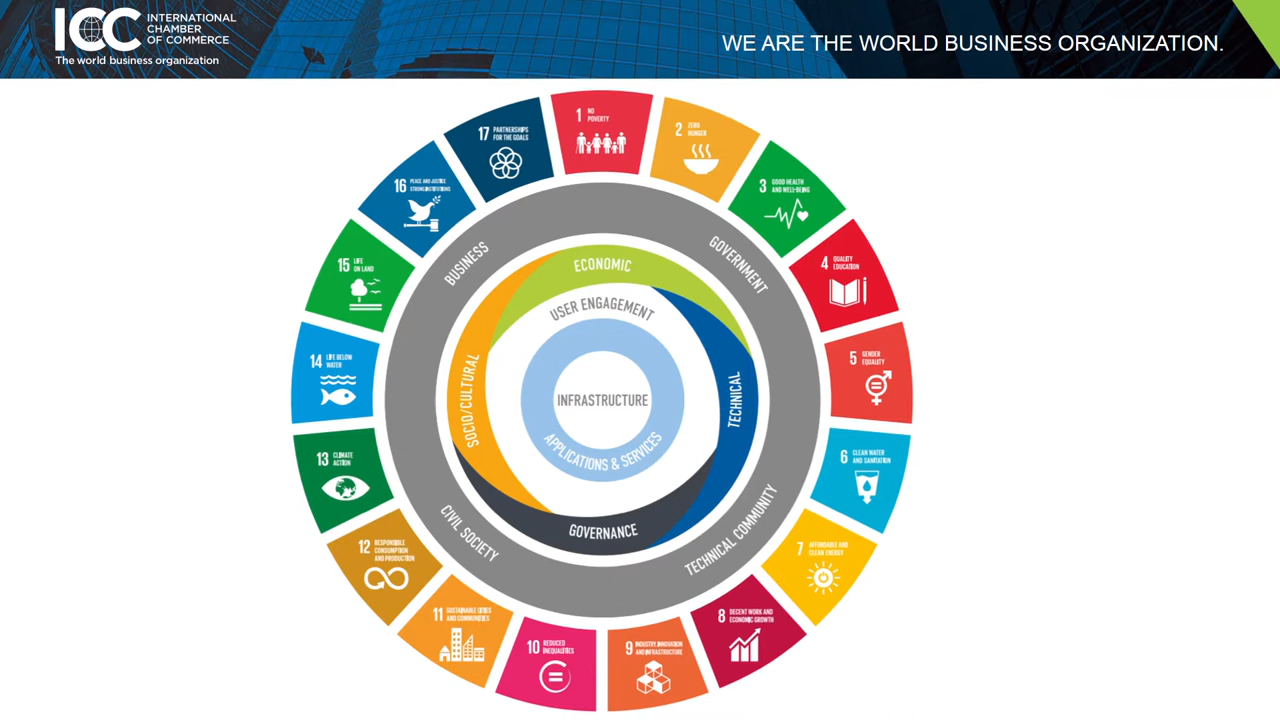 ICC INTERNATIONAL
CHAMBER
OF COMMERCE
The world business organization
WE ARE THE WORLD BUSINESS ORGANIZATION.
1 NO
POVERTY
2 ZERO
HUNGER
3 GOOD HEALTH
AND WELL-BEING
4 QUALITY
EDUCATION
5 GENDER
EQUALITY
6 CLEAN WATER
AND SANITATION
7 AFFORDABLE AND
CLEAN ENERGY
8 DECENT WORK AND
ECONOMIC GROWTH
9 INDUSTRY, INNOVATION
AND INFRASTRUCTURE
10 REDUCED
INEQUALITIES
11 SUSTAINABLE CITIES
AND COMMUNITIES
12 RESPONSIBLE
CONSUMPTION
AND PRODUCTION
13 CLIMATE
ACTION
14 LIFE BELOW
WATER
15 LIFE
ON LAND
16 PEACE AND JUSTICE
STRONG INSTITUTIONS
17 PARTNERSHIPS
FOR THE GOALS
BUSINESS
GOVERNMENT
TECHNICAL COMMUNITY
CIVIL SOCIETY
ECONOMIC
TECHNICAL
GOVERNANCE
SOCIO/CULTURAL
USER ENGAGEMENT
INFRASTRUCTURE
APPLICATIONS & SERVICES